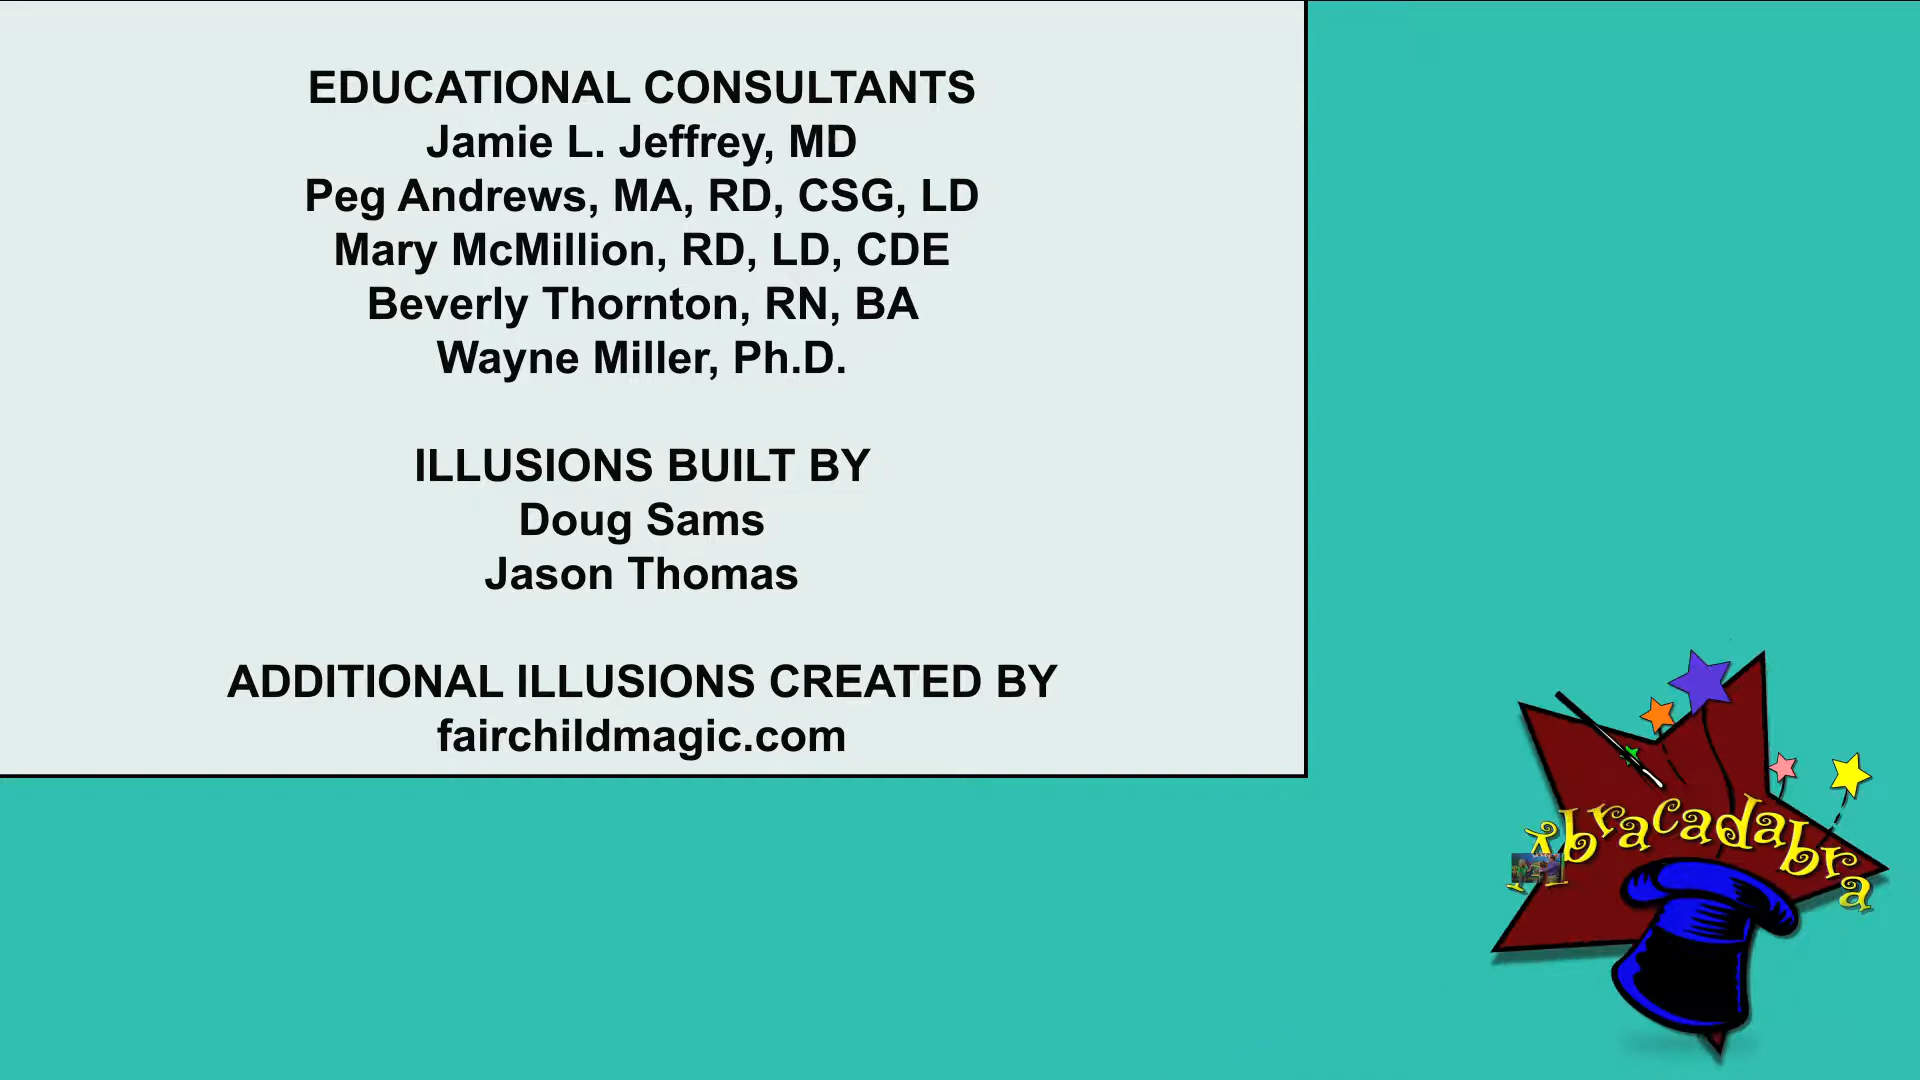 EDUCATIONAL CONSULTANTS
Jamie L. Jeffrey, MD
Peg Andrews, MA, RD, CSG, LD
Mary McMillion, RD, LD, CDE
Beverly Thornton, RN, BA
Wayne Miller, Ph.D.
ILLUSIONS BUILT BY
Doug Sams
Jason Thomas
ADDITIONAL ILLUSIONS CREATED BY
fairchildmagic.com
Abracadabra